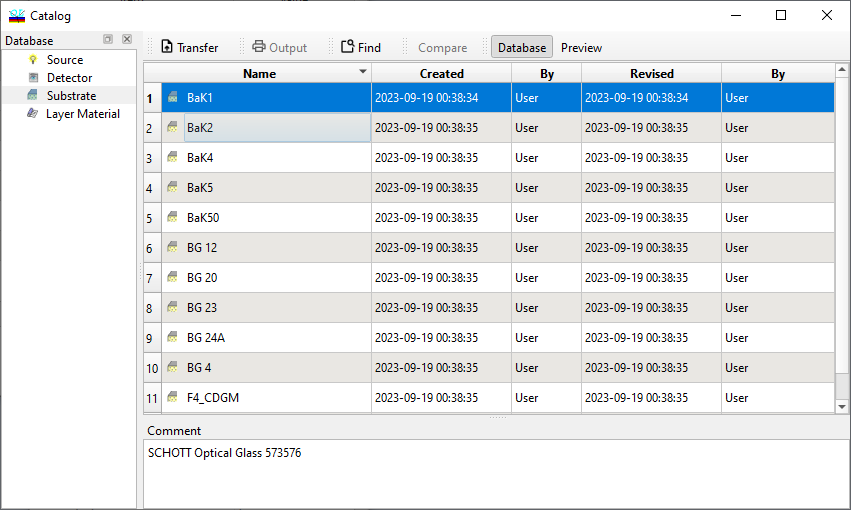 Catalog
Database
Source
Detector
Substrate
Layer Material
Transfer Output Find Compare Database Preview
Name Created By Revised By
1 BaK1 2023-09-19 00:38:34 User 2023-09-19 00:38:34 User
2 BaK2 2023-09-19 00:38:35 User 2023-09-19 00:38:35 User
3 BaK4 2023-09-19 00:38:35 User 2023-09-19 00:38:35 User
4 BaK5 2023-09-19 00:38:35 User 2023-09-19 00:38:35 User
5 BaK50 2023-09-19 00:38:35 User 2023-09-19 00:38:35 User
6 BG 12 2023-09-19 00:38:35 User 2023-09-19 00:38:35 User
7 BG 20 2023-09-19 00:38:35 User 2023-09-19 00:38:35 User
8 BG 23 2023-09-19 00:38:35 User 2023-09-19 00:38:35 User
9 BG 24A 2023-09-19 00:38:35 User 2023-09-19 00:38:35 User
10 BG 4 2023-09-19 00:38:35 User 2023-09-19 00:38:35 User
11 F4_CDGM 2023-09-19 00:38:35 User 2023-09-19 00:38:35 User
Comment
SCHOTT Optical Glass 573576